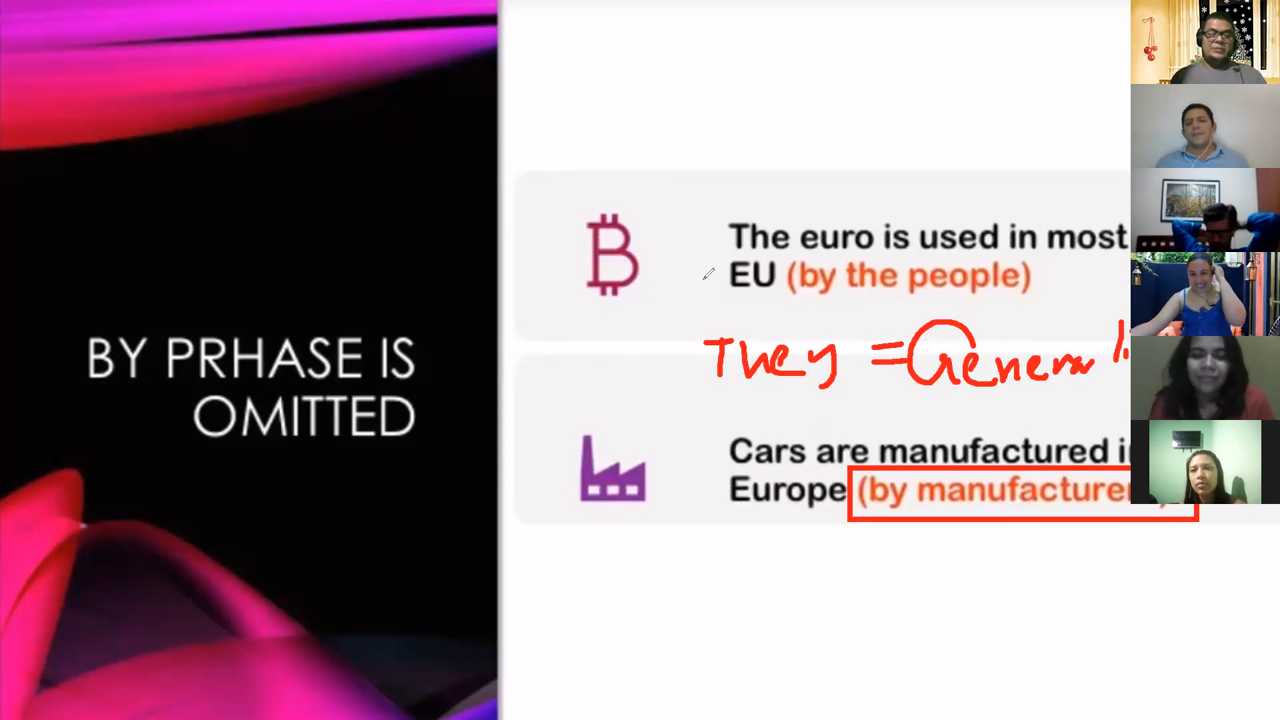 BY PRHASE IS
OMITTED
The euro is used in most
EU (by the people)
They =
Cars are manufactured
Europe (by